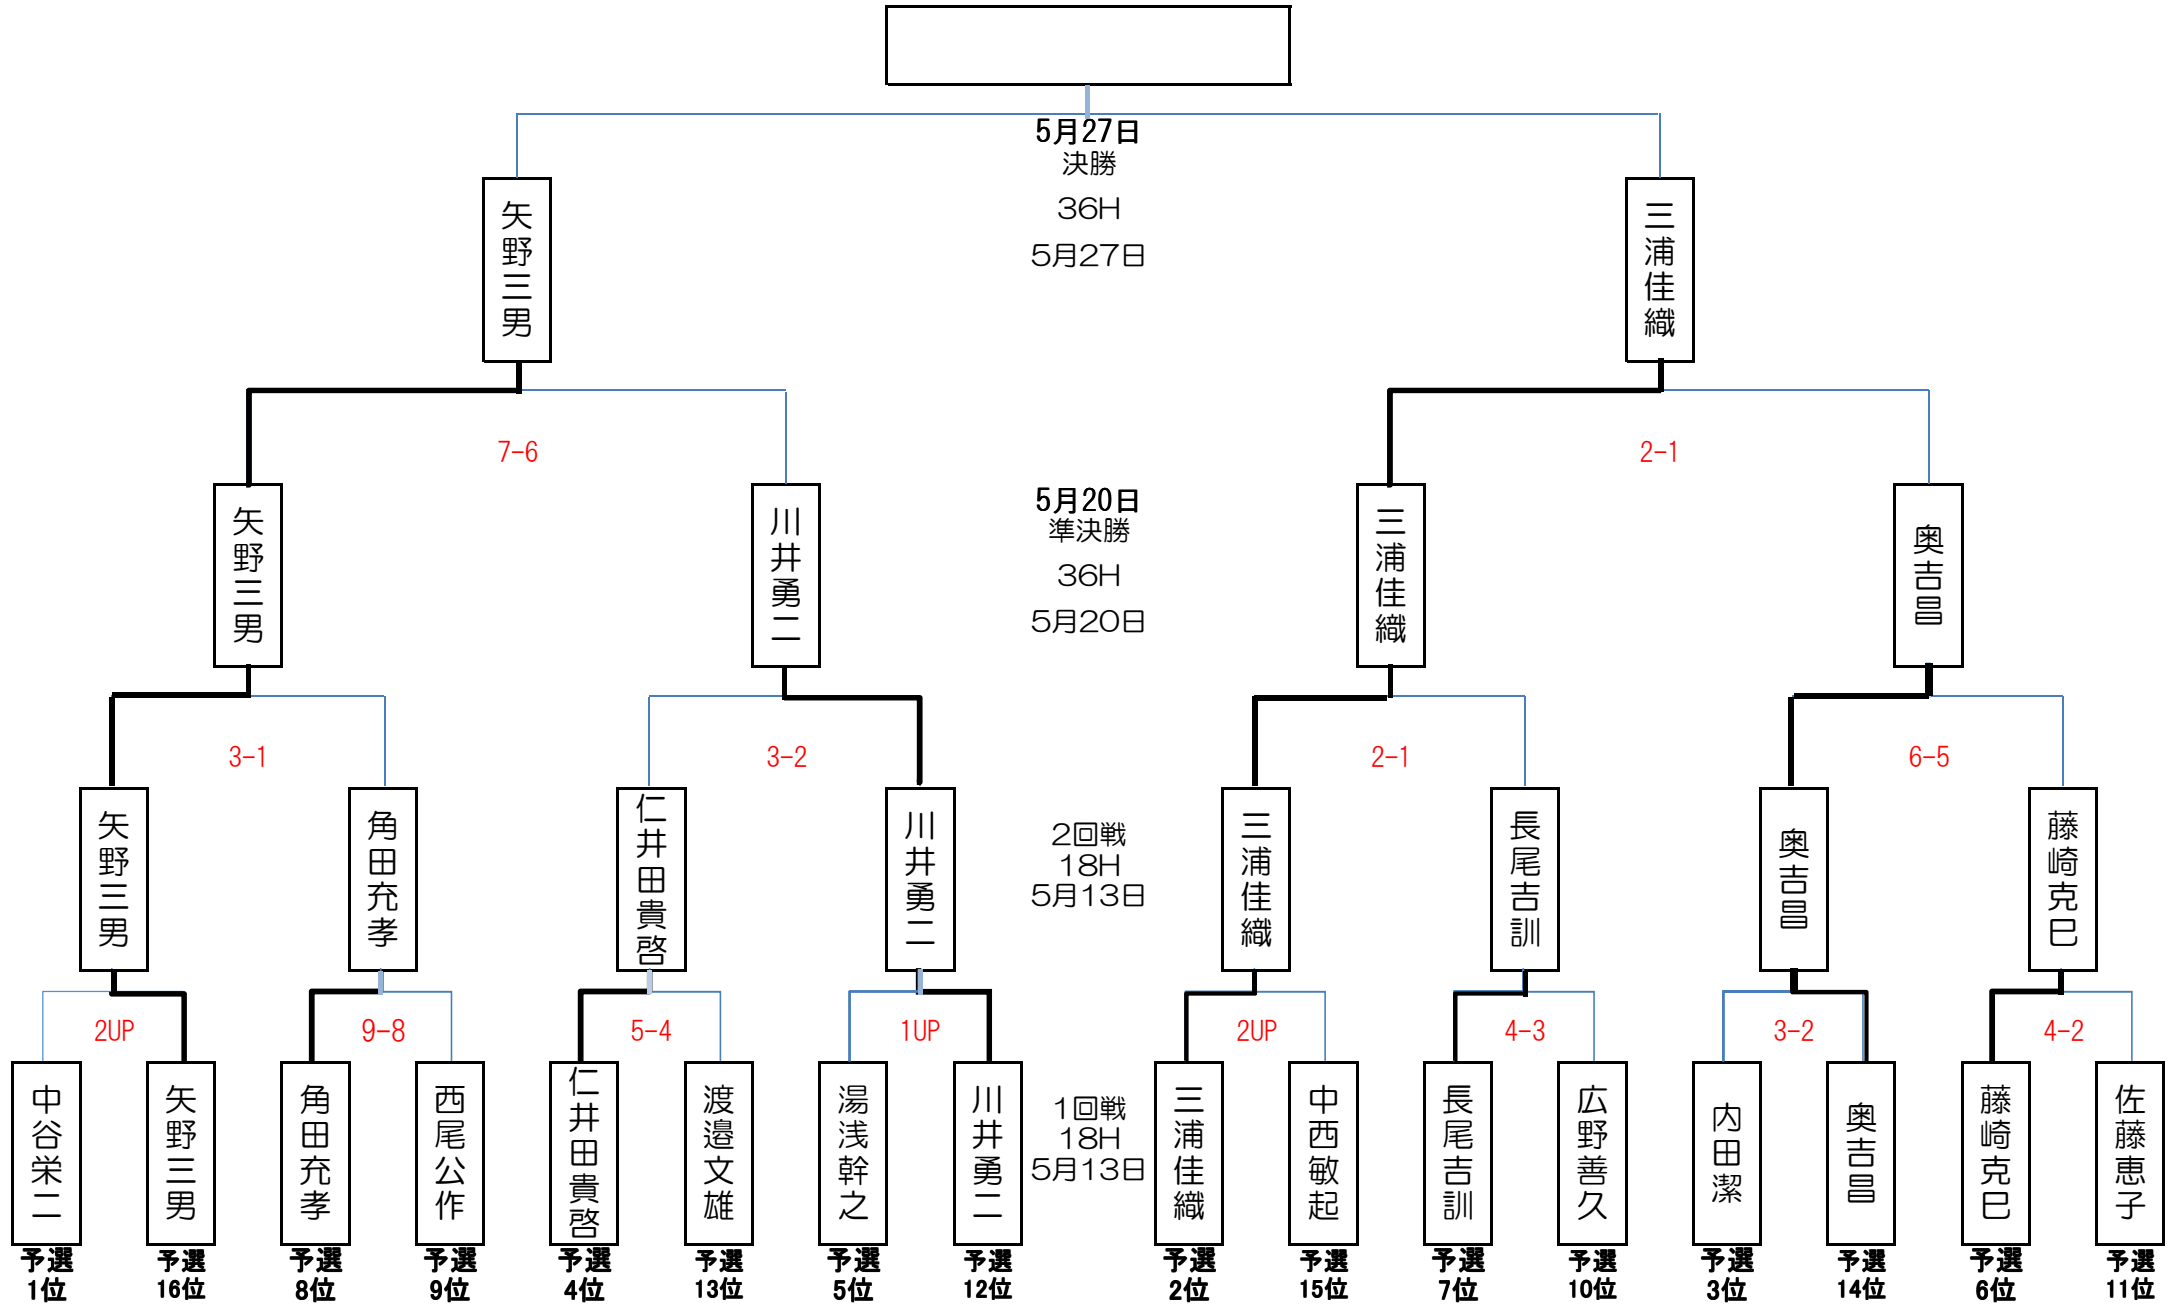 5月27日
決勝
36H
5月27日
矢野三男
三浦佳織
7-6
2-1
5月20日
準決勝
36H
5月20日
矢野三男
川井勇二
三浦佳織
奥吉昌
3-1
3-2
2-1
6-5
2回戦
18H
5月13日
矢野三男
角田充孝
仁井田貴啓
川井勇二
三浦佳織
長尾吉訓
奥吉昌
藤崎克巳
2UP
9-8
5-4
1UP
2UP
4-3
3-2
4-2
1回戦
18H
5月13日
中谷栄二
矢野三男
角田充孝
西尾公作
仁井田貴啓
渡邉文雄
湯浅幹之
川井勇二
三浦佳織
中西敏起
長尾吉訓
広野善久
内田潔
奥吉昌
藤崎克巳
佐藤恵子
予選
1位
予選
16位
予選
8位
予選
9位
予選
4位
予選
13位
予選
5位
予選
12位
予選
2位
予選
15位
予選
7位
予選
10位
予選
3位
予選
14位
予選
6位
予選
11位